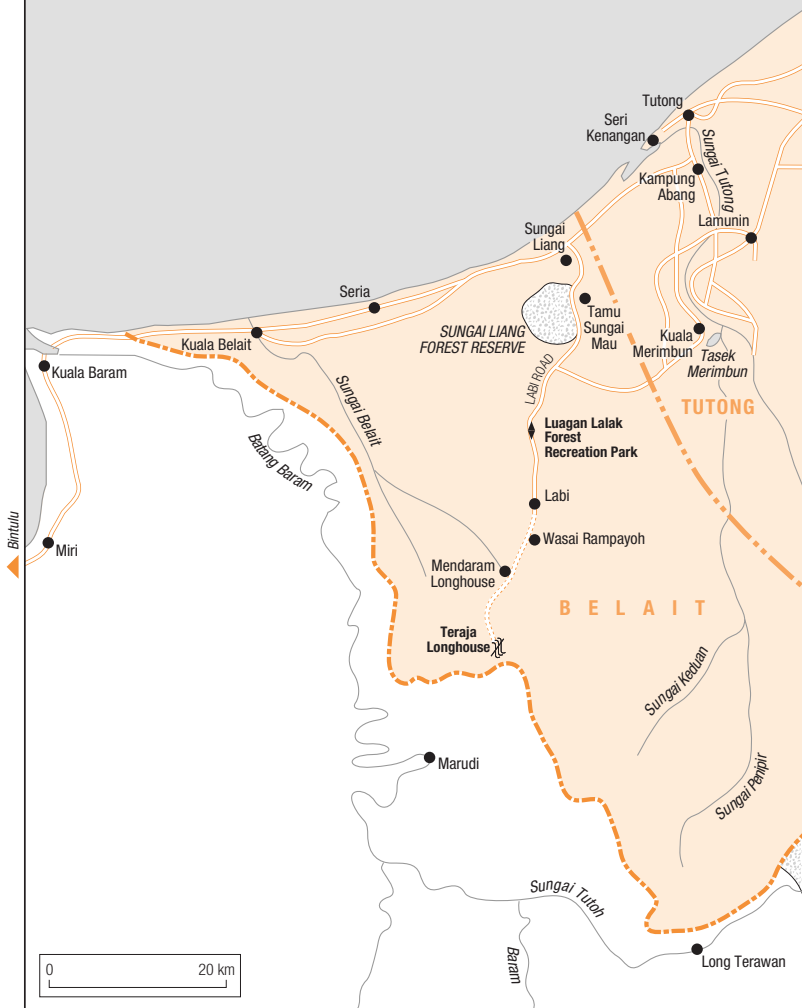 Tutong
Seri
Kenangan
Sungai Tutong
Kampung
Abang
Lamunin
Sungai
Liang
Seria
Tamu
Sungai
Mau
SUNGAI LIANG
FOREST RESERVE
Kuala Belait
Kuala
Merimbun
Tasek
Merimbun
Kuala Baram
LABI ROAD
Sungai Belait
TUTONG
Luagan Lalak
Forest
Recreation Park
Batang Baram
Labi
Bintulu
Miri
Wasai Rampayoh
Mendaram
Longhouse
BELAIT
Teraja
Longhouse
Sungai Keduan
Marudi
Sungai Penipir
Sungai Tutoh
Baram
Long Terawan
0 20 km